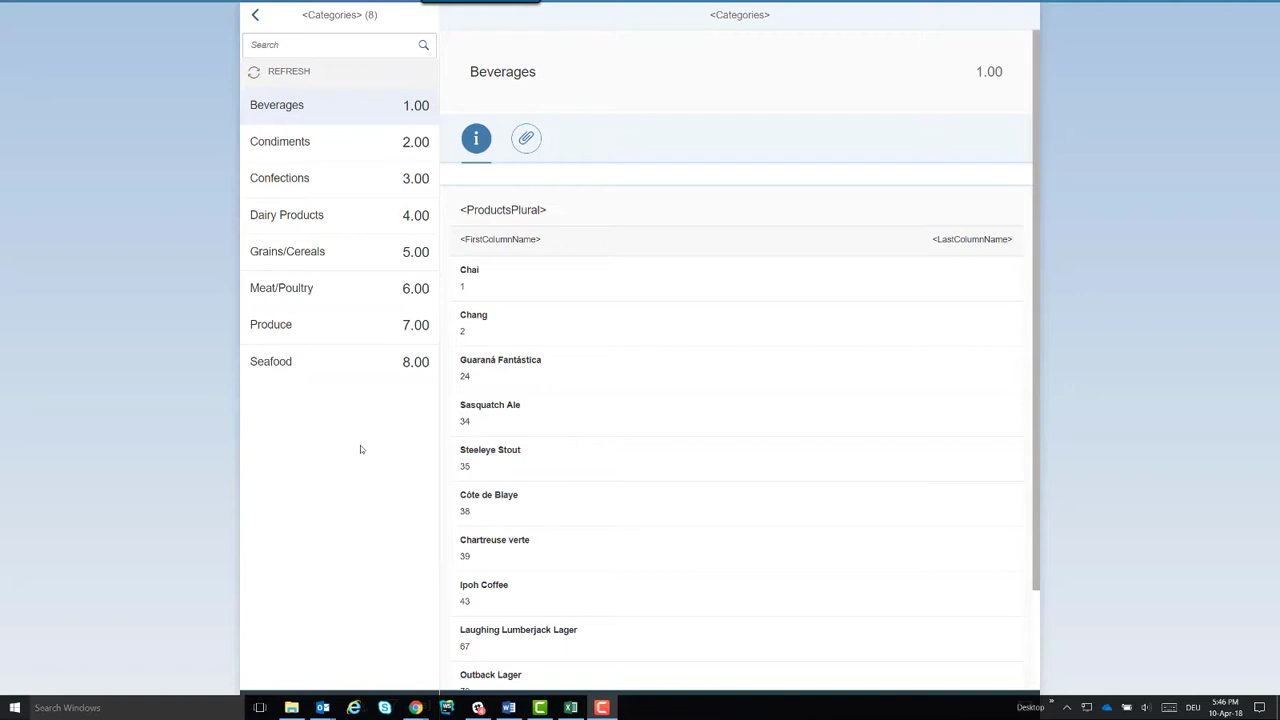 <Categories> (8)
Search
REFRESH
Beverages 1.00
Condiments 2.00
Confections 3.00
Dairy Products 4.00
Grains/Cereals 5.00
Meat/Poultry 6.00
Produce 7.00
Seafood 8.00
<Categories>
Beverages 1.00
<ProductsPlural>
<FirstColumnName> <LastColumnName>
Chai
1
Chang
2
Guaraná Fantástica
24
Sasquatch Ale
34
Steeleye Stout
35
Côte de Blaye
38
Chartreuse verte
39
Ipoh Coffee
43
Laughing Lumberjack Lager
67
Outback Lager
Search Windows
Desktop
DEU
5:46 PM
10-Apr-18